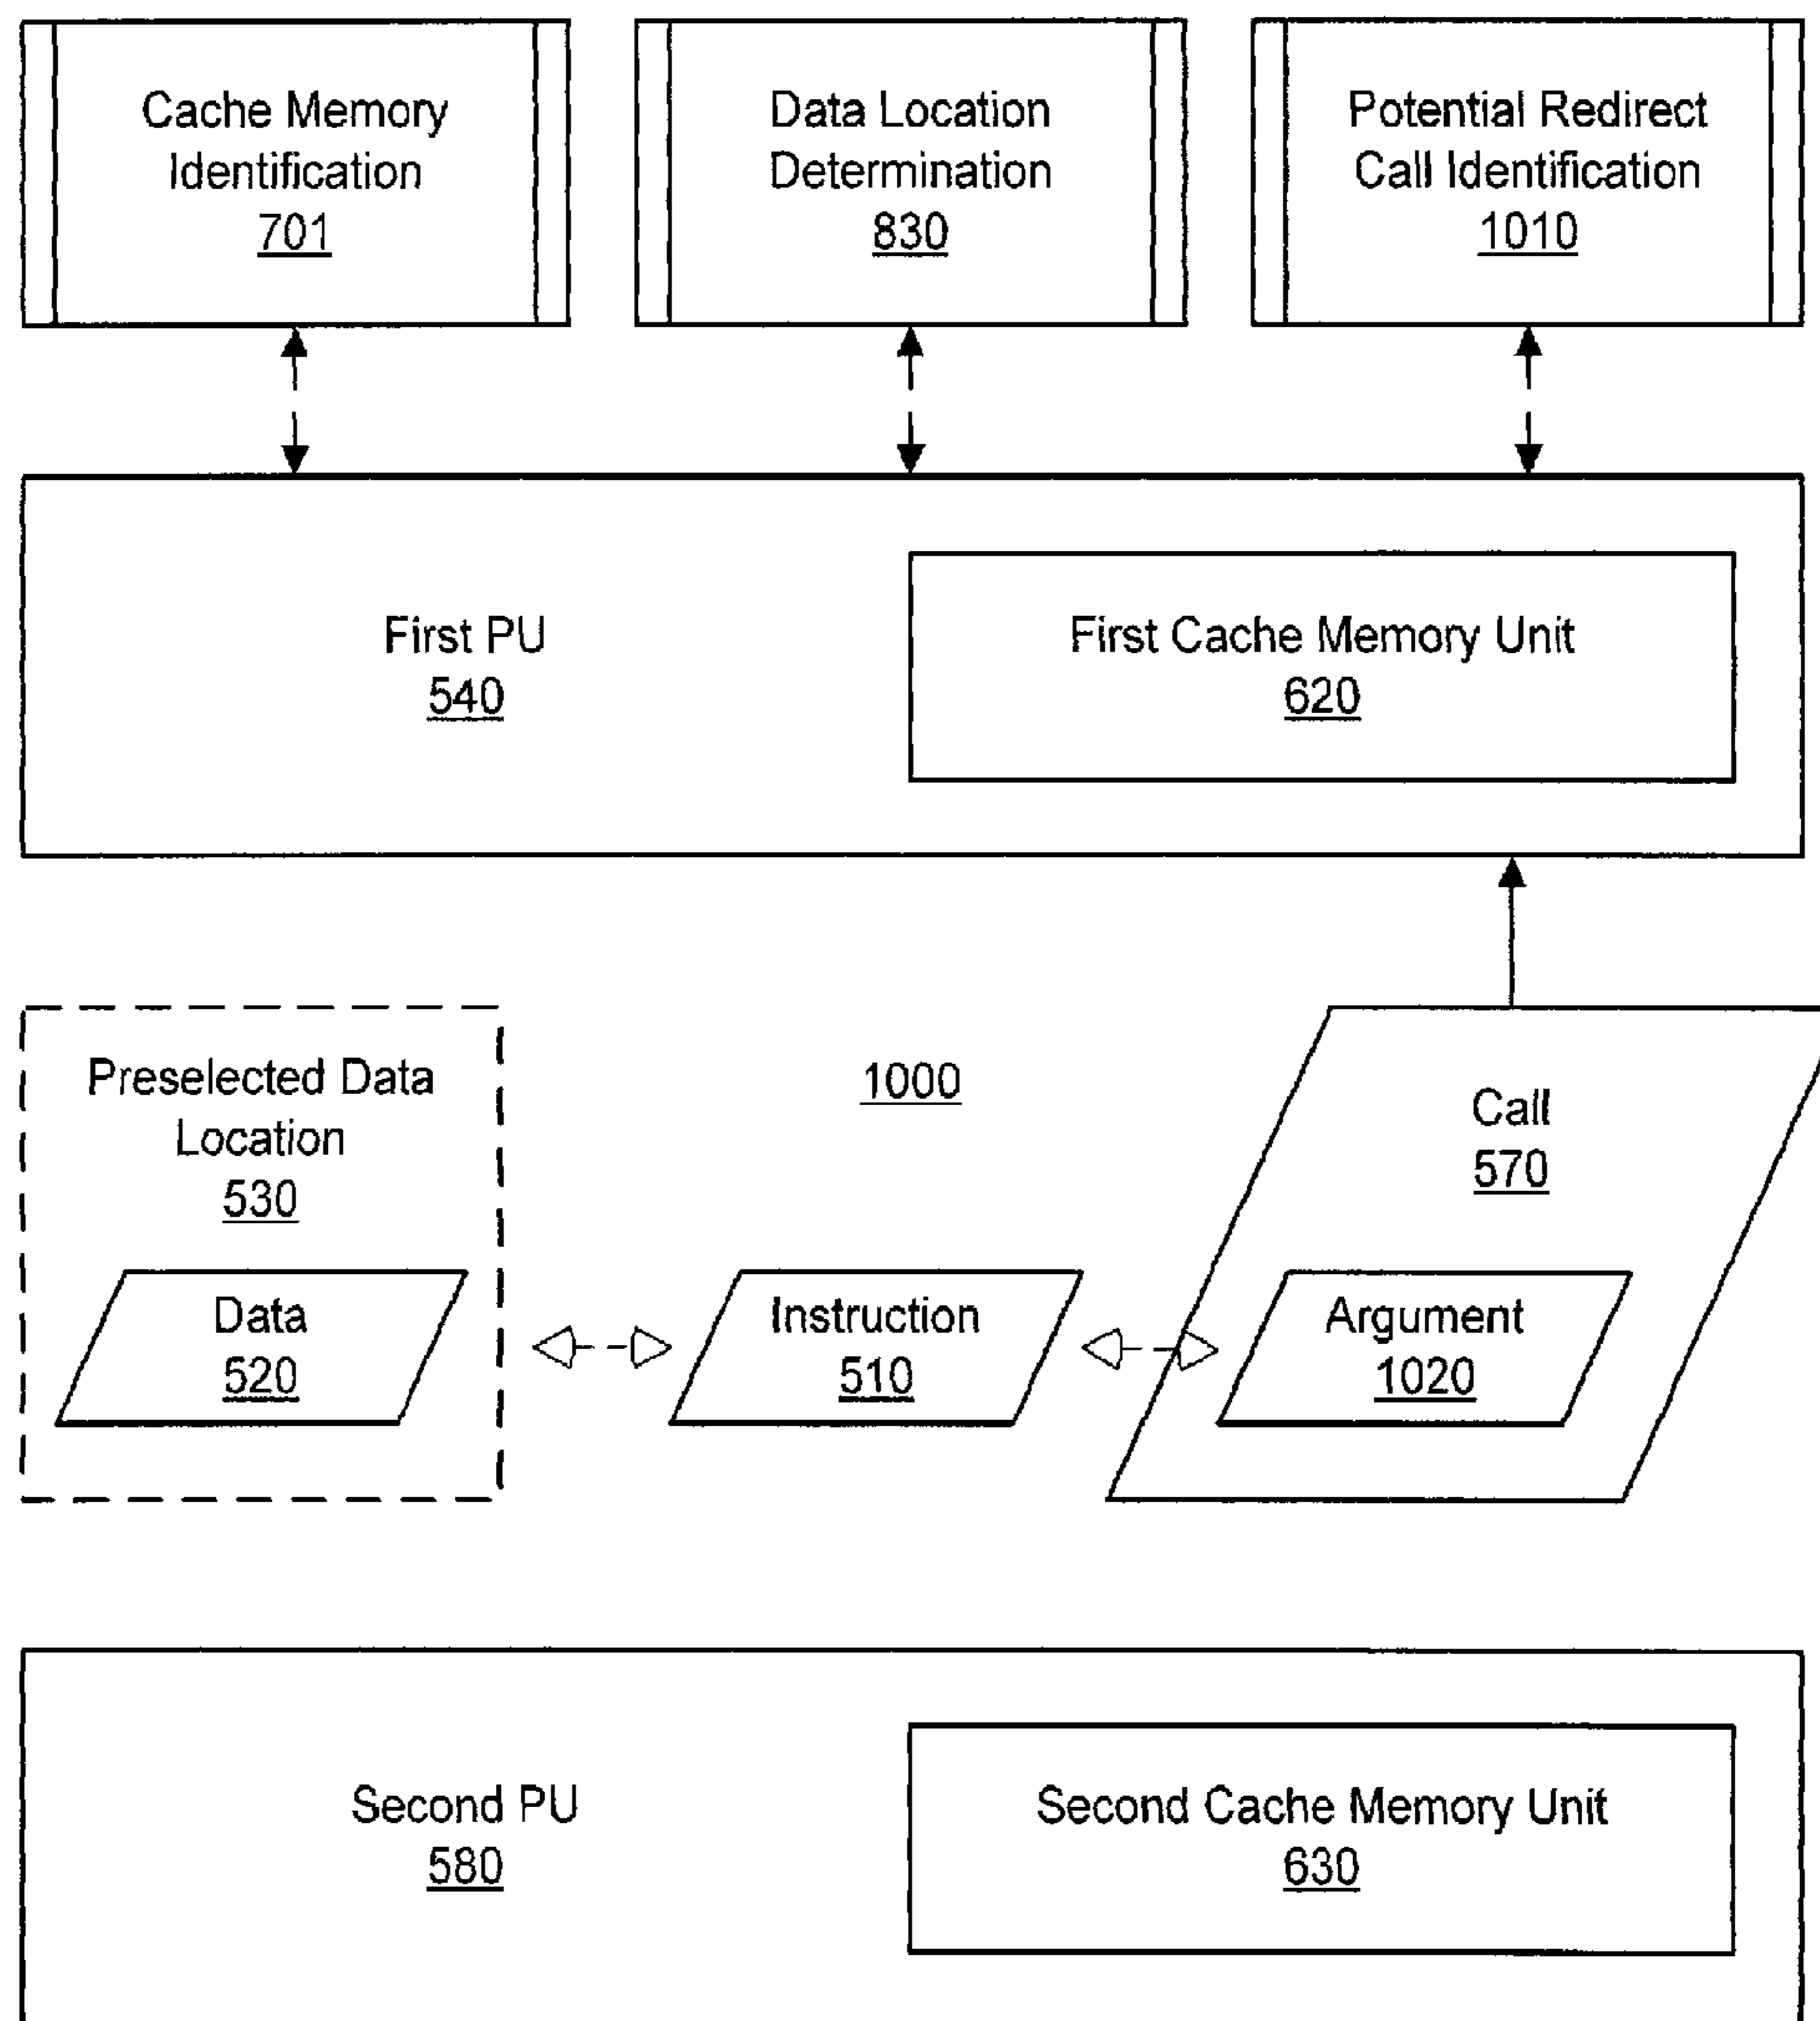 Cache Memory
Identification
701
Data Location
Determination
830
Potential Redirect
Call Identification
1010
First PU
540
First Cache Memory Unit
620
Preselected Data
Location
530
1000
Call
570
Data
520
Instruction
510
Argument
1020
Second PU
580
Second Cache Memory Unit
630